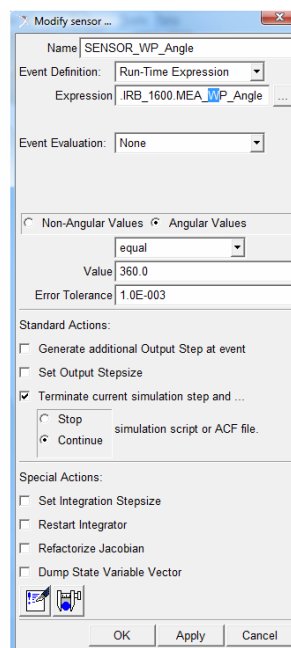 Modify sensor ...
Name SENSOR_WP_Angle
Event Definition: Run-Time Expression
Expression .IRB_1600.MEA_WP_Angle ...
Event Evaluation: None
Non-Angular Values Angular Values
equal
Value 360.0
Error Tolerance 1.0E-003
Standard Actions:
Generate additional Output Step at event
Set Output Stepsize
Terminate current simulation step and ...
Stop
Continue
simulation script or ACF file.
Special Actions:
Set Integration Stepsize
Restart Integrator
Refactorize Jacobian
Dump State Variable Vector
OK Apply Cancel